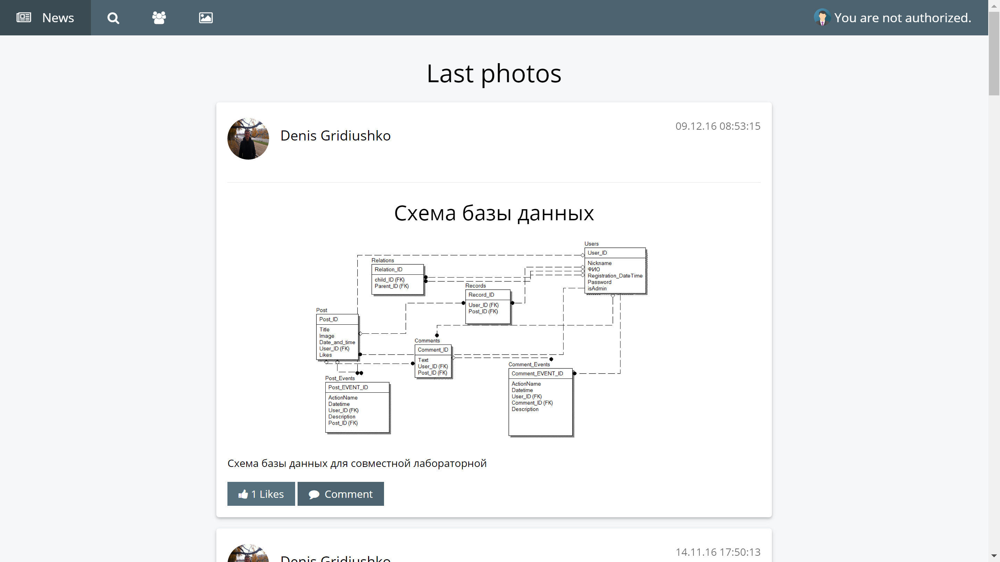 News
You are not authorized.
Last photos
Denis Gridiushko
09.12.16 08:53:15
Схема базы данных
Users
User_ID
Nickname
ФИО
Registration_DateTime
Password
isAdmin
Relations
Relation_ID
child_ID (FK)
Parent_ID (FK)
Records
Record_ID
User_ID (FK)
Post_ID (FK)
Post
Post_ID
Title
Image
Date_and_time
User_ID (FK)
Likes
Comments
Comment_ID
Text
User_ID (FK)
Post_ID (FK)
Comment_Events
Comment_EVENT_ID
ActionName
Datetime
User_ID (FK)
Comment_ID (FK)
Description
Post_Events
Post_EVENT_ID
ActionName
Datetime
User_ID (FK)
Description
Post_ID (FK)
Схема базы данных для совместной лабораторной
1 Likes
Comment
14.11.16 17:50:13
Denis Gridiushko